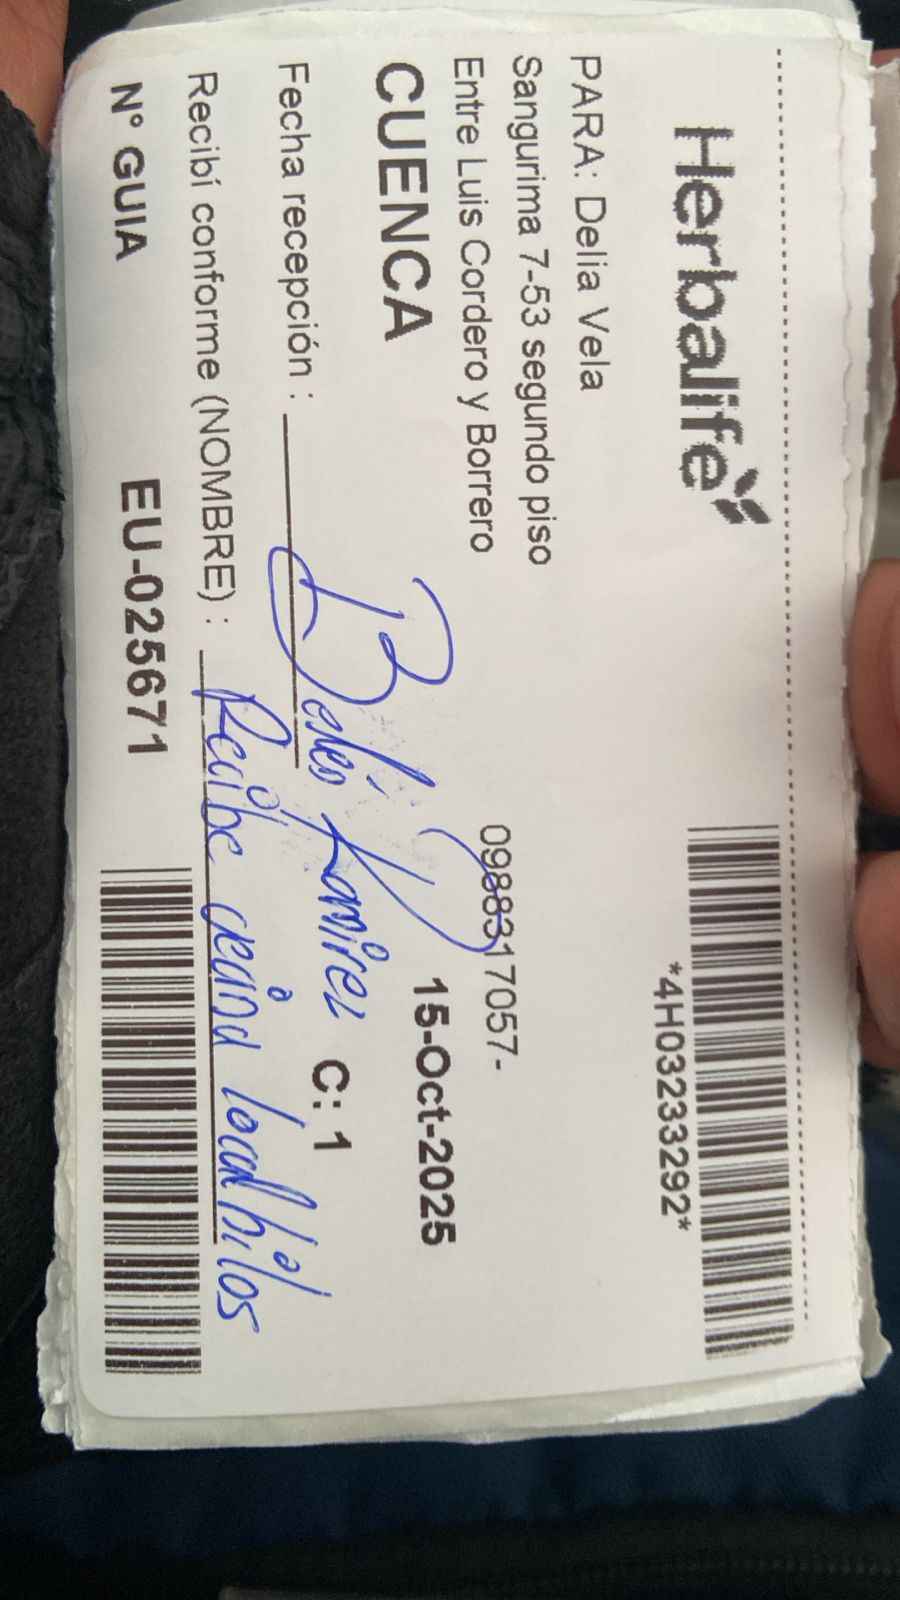 Herbalife
*4H03233292*
PARA: Delia Vela
Sangurima 7-53 segundo piso
Entre Luis Cordero y Borrero
0988317057-
CUENCA
15-Oct-2025
Fecha recepción :
Ramirez
C: 1
Recibí conforme (NOMBRE) :
Recibe local hilos
Nº GUIA
EU-025671